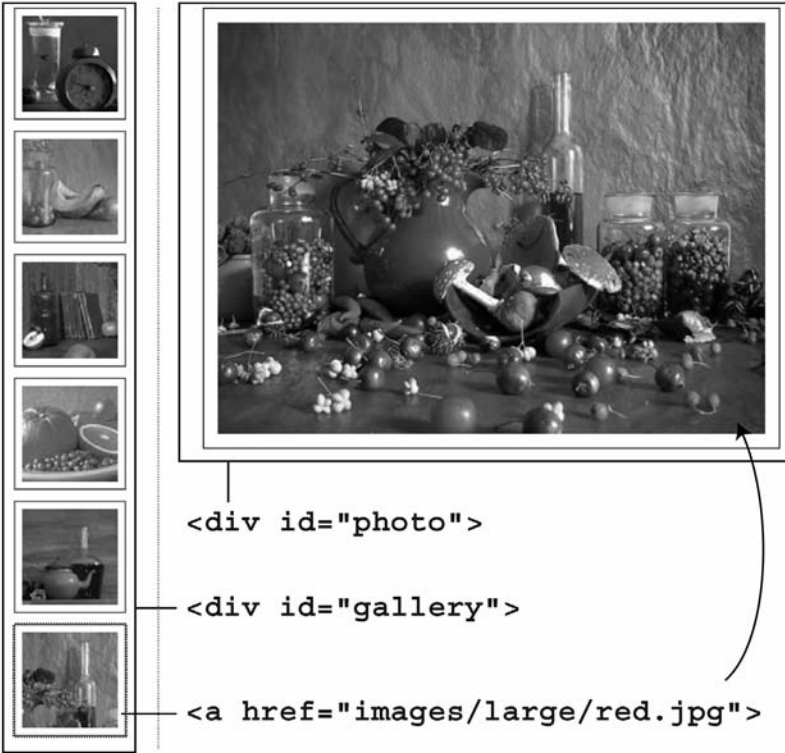 <div id="photo">
<div id="gallery">
<a href="images/large/red.jpg">